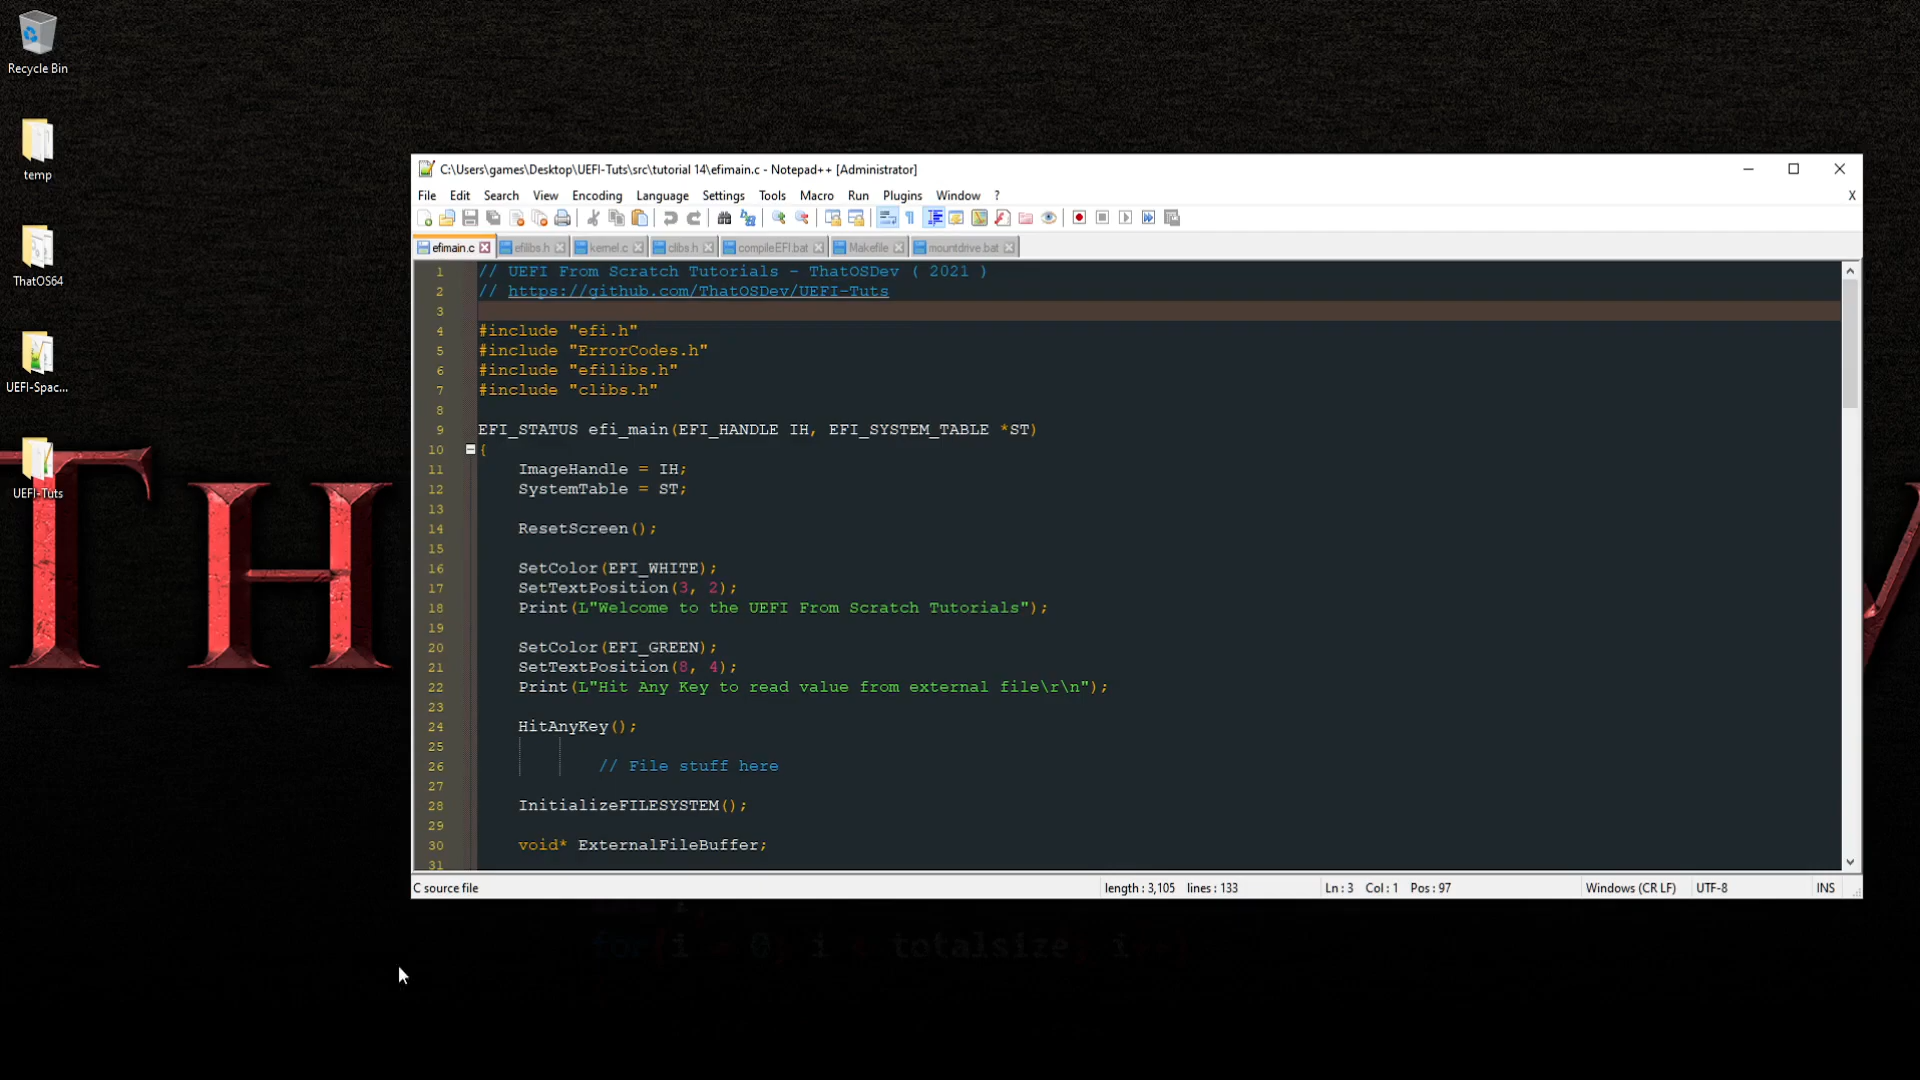 Recycle Bin
temp
ThatOS64
UEFI-Spac...
UEFI-Tuts
TH
C:\Users\games\Desktop\UEFI-Tuts\src\tutorial 14\efimain.c - Notepad++ [Administrator]
File Edit Search View Encoding Language Settings Tools Macro Run Plugins Window ? X
efimain.c efilibs.h kernel.c clibs.h compileEFI.bat Makefile mountdrive.bat
1 // UEFI From Scratch Tutorials - ThatOSDev ( 2021 )
2 // https://github.com/ThatOSDev/UEFI-Tuts
3
4 #include "efi.h"
5 #include "ErrorCodes.h"
6 #include "efilibs.h"
7 #include "clibs.h"
8
9 EFI_STATUS efi_main(EFI_HANDLE IH, EFI_SYSTEM_TABLE *ST)
10 {
11 ImageHandle = IH;
12 SystemTable = ST;
13
14 ResetScreen();
15
16 SetColor(EFI_WHITE);
17 SetTextPosition(3, 2);
18 Print(L"Welcome to the UEFI From Scratch Tutorials");
19
20 SetColor(EFI_GREEN);
21 SetTextPosition(8, 4);
22 Print(L"Hit Any Key to read value from external file\r\n");
23
24 HitAnyKey();
25
26 // File stuff here
27
28 InitializeFILESYSTEM();
29
30 void* ExternalFileBuffer;
31
C source file length : 3,105 lines : 133 Ln : 3 Col : 1 Pos : 97 Windows (CR LF) UTF-8 INS
for(i = 0; i < totalsize; i++)